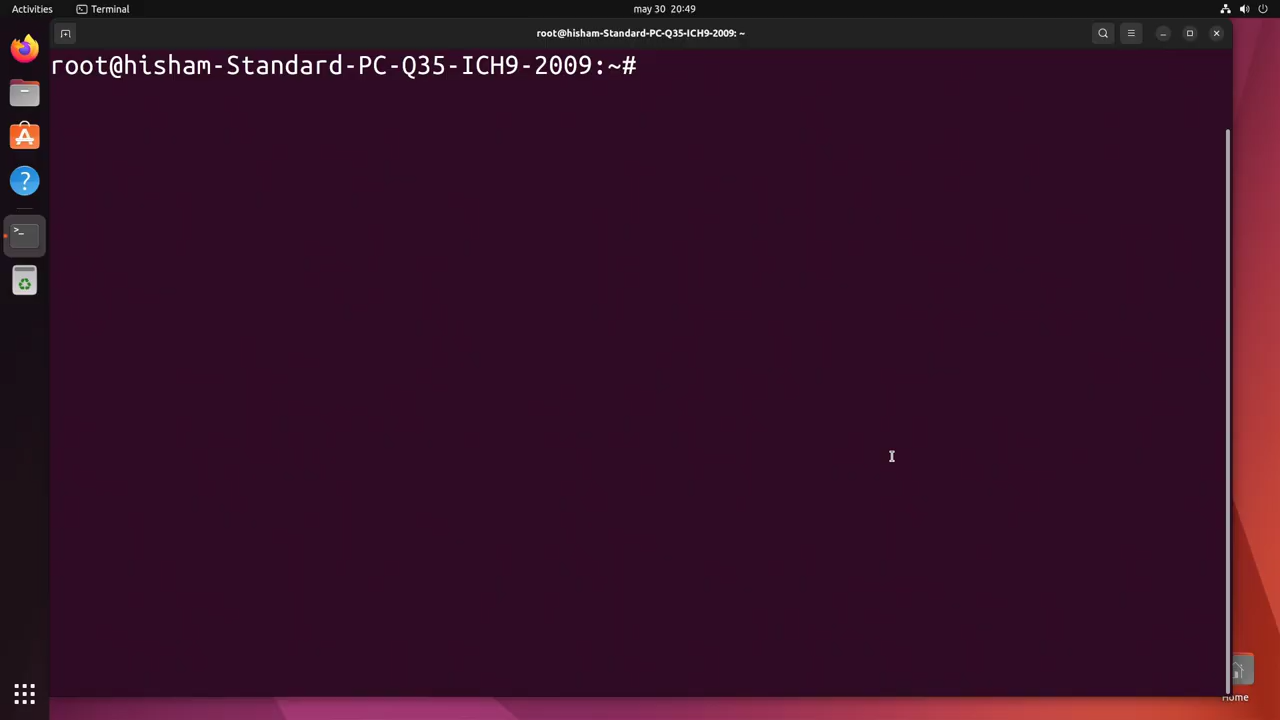 Activities
Terminal
may 30 20:49
root@hisham-Standard-PC-Q35-ICH9-2009: ~
root@hisham-Standard-PC-Q35-ICH9-2009:~#
Home